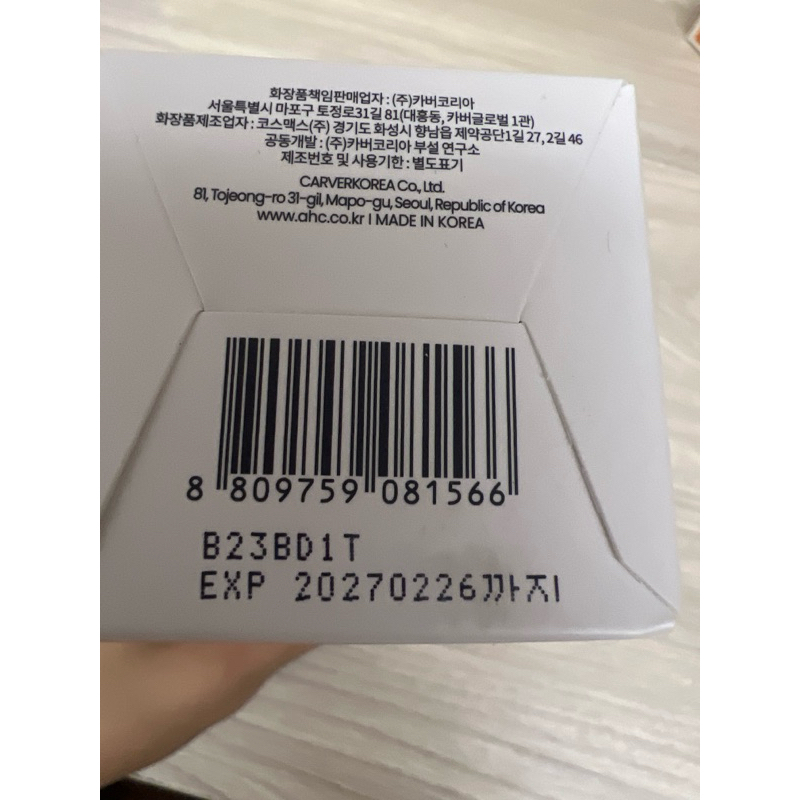 화장품책임판매업자 : (주)카버코리아
서울특별시 마포구 토정로31길 81(대흥동, 카버글로벌 1관)
화장품제조업자 : 코스맥스(주) 경기도 화성시 향남읍 제약공단1길 27, 2길 46
공동개발 : (주)카버코리아 부설 연구소
제조번호 및 사용기한 : 별도표기
CARVERKOREA Co., Ltd.
81, Tojeong-ro 31-gil, Mapo-gu, Seoul, Republic of Korea
www.ahc.co.kr I MADE IN KOREA
8 809759 081566
B23BD1T
EXP 20270226까지